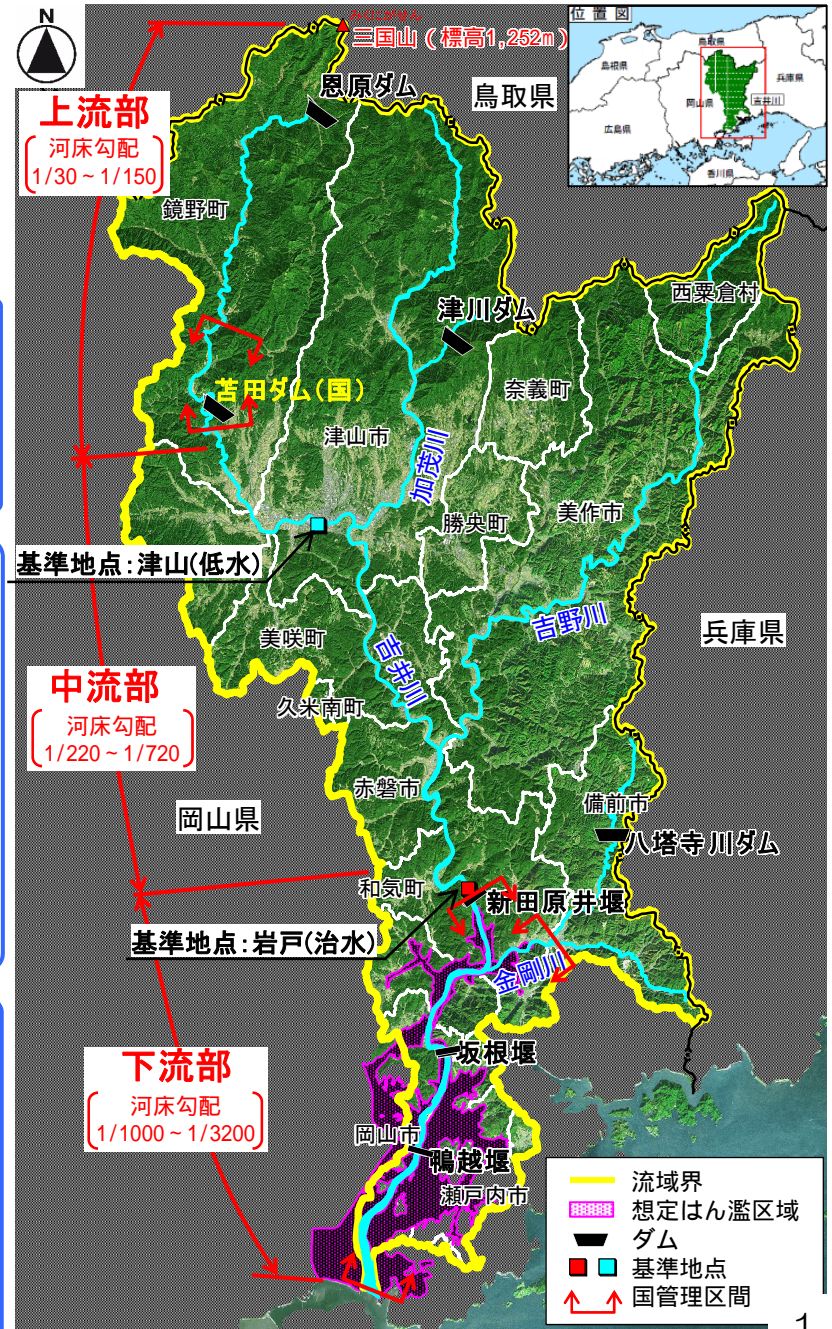 N
みくにがせん
三国山（標高1,252m）
位置図
鳥取県
島根県
兵庫県
岡山県
吉井川
広島県
香川県
恩原ダム
鳥取県
上流部
河床勾配
1/30～1/150
鏡野町
西粟倉村
津川ダム
奈義町
苫田ダム(国)
津山市
加茂川
勝央町
美作市
基準地点:津山(低水)
吉野川
兵庫県
美咲町
吉井川
中流部
河床勾配
1/220～1/720
久米南町
赤磐市
備前市
岡山県
八塔寺川ダム
和気町
新田原井堰
基準地点:岩戸(治水)
金剛川
坂根堰
下流部
河床勾配
1/1000～1/3200
岡山市
鴨越堰
瀬戸内市
流域界
想定はん濫区域
ダム
基準地点
国管理区間
1